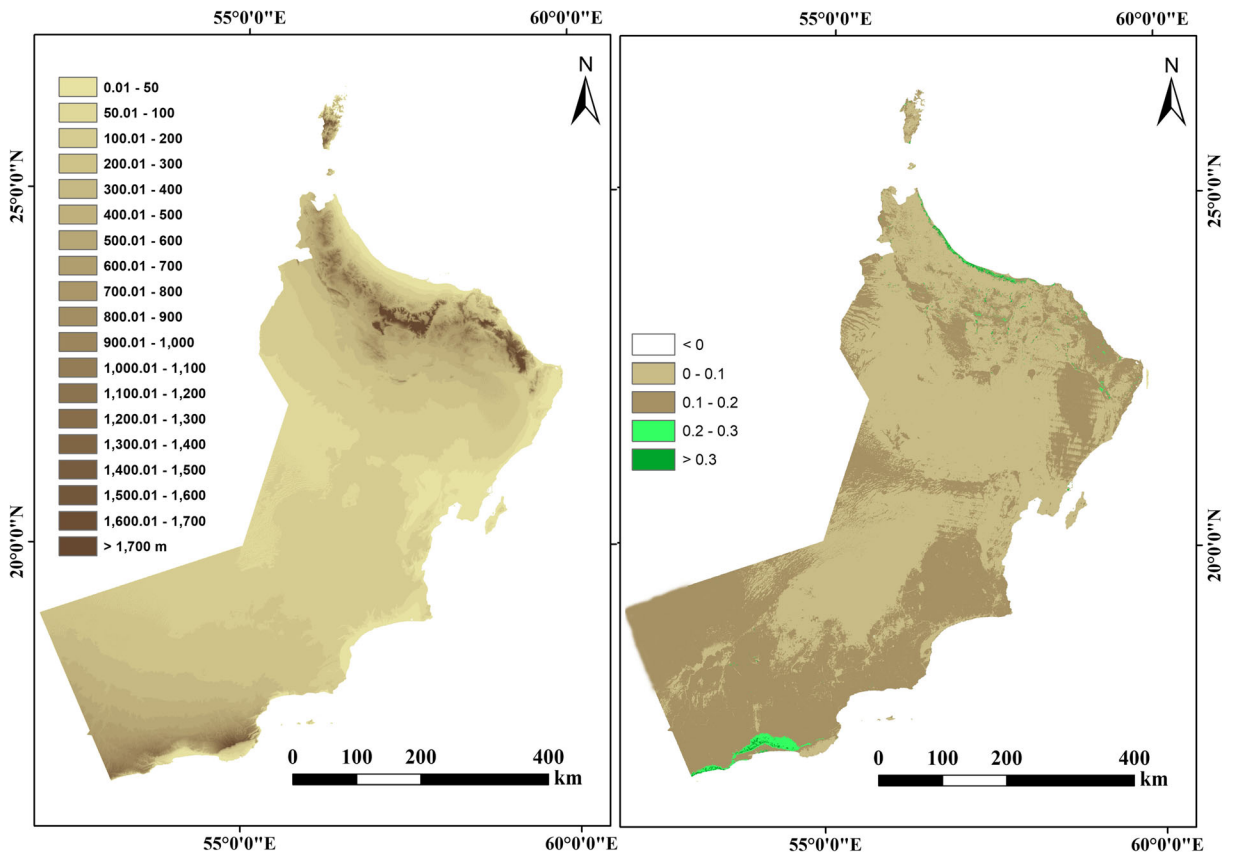 55°0'0"E
60°0'0"E
55°0'0"E
60°0'0"E
N
0.01 - 50
50.01 - 100
100.01 - 200
200.01 - 300
300.01 - 400
400.01 - 500
500.01 - 600
600.01 - 700
700.01 - 800
800.01 - 900
900.01 - 1,000
1,000.01 - 1,100
1,100.01 - 1,200
1,200.01 - 1,300
1,300.01 - 1,400
1,400.01 - 1,500
1,500.01 - 1,600
1,600.01 - 1,700
> 1,700 m
25°0'0"N
20°0'0"N
0 100 200 400
km
55°0'0"E
60°0'0"E
N
< 0
0 - 0.1
0.1 - 0.2
0.2 - 0.3
> 0.3
25°0'0"N
20°0'0"N
0 100 200 400
km
55°0'0"E
60°0'0"E